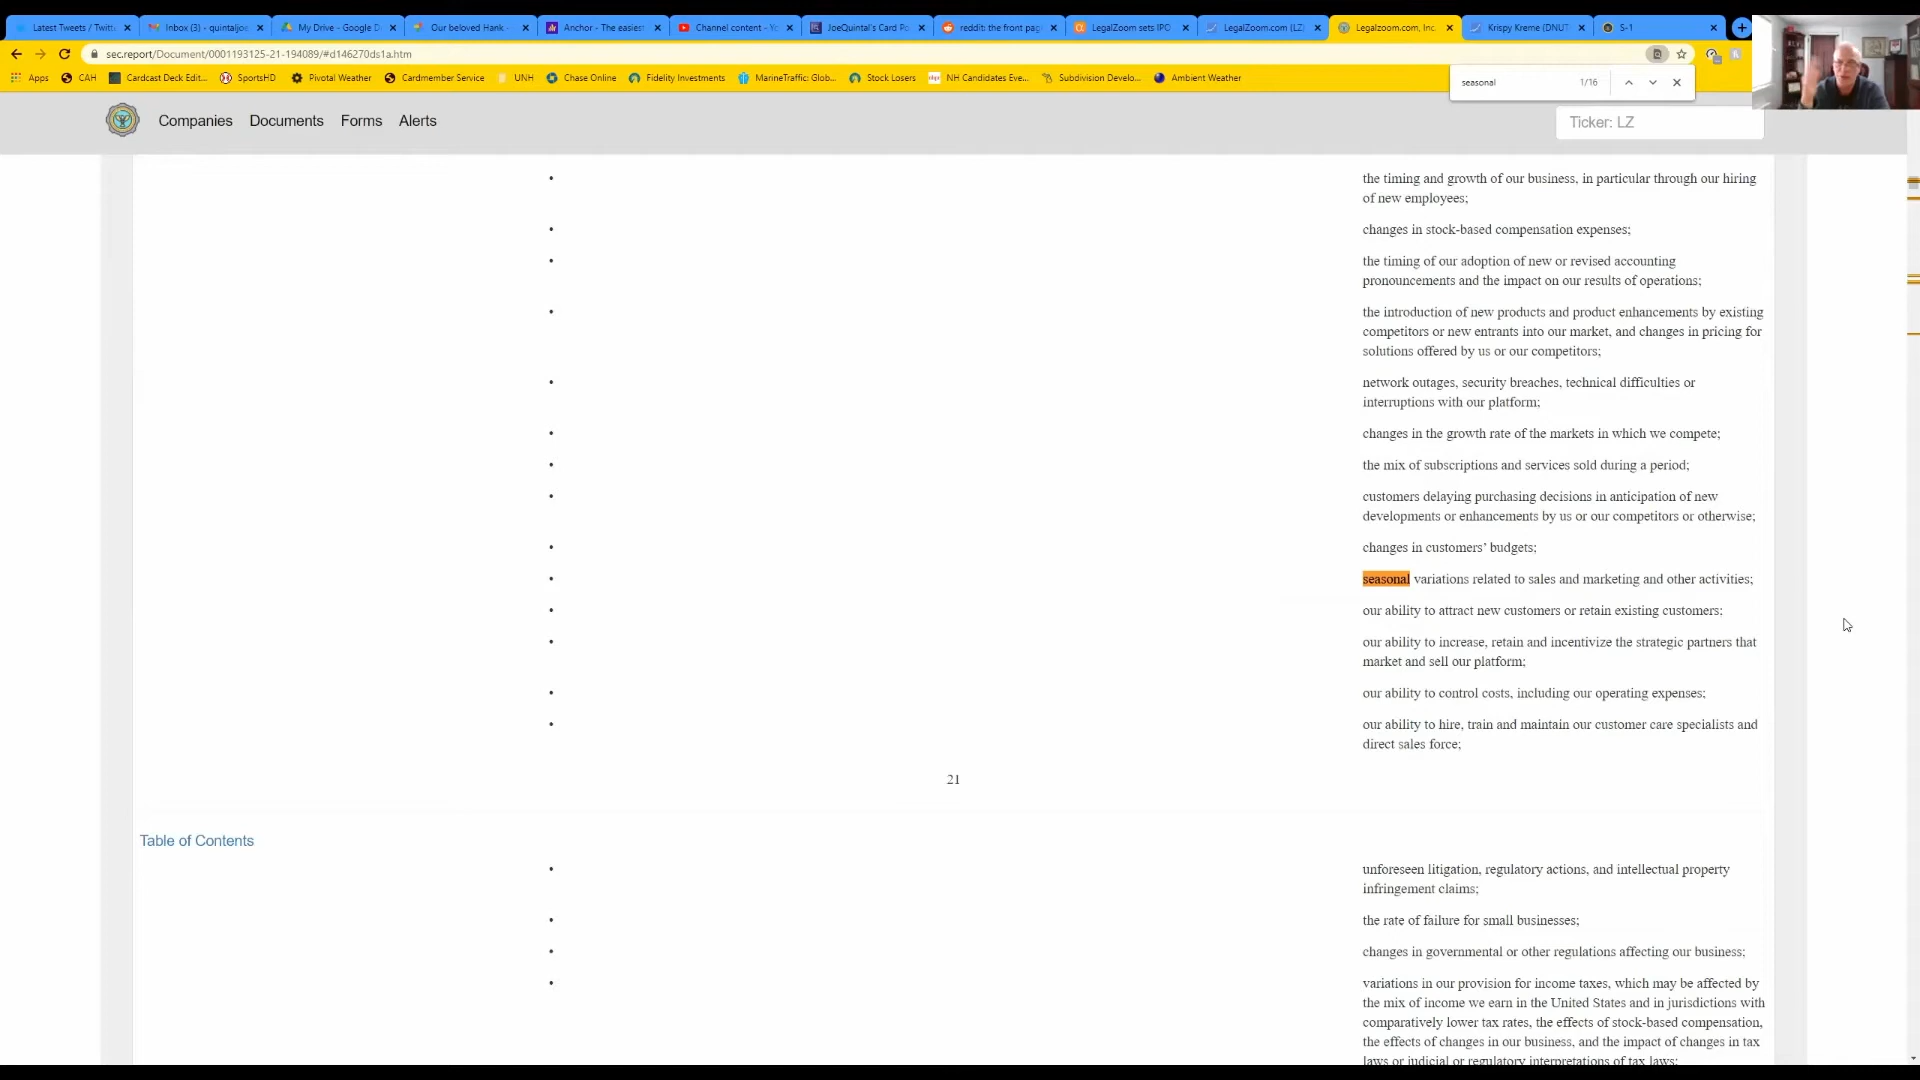 Latest Tweets / Twitt
Inbox (3) - quintaljoe
My Drive - Google D
Our beloved Hank -
Anchor - The easies
Channel content - Yo
JoeQuintal's Card Po
reddit: the front pag
LegalZoom sets IPO
LegalZoom.com (LZ)
Legalzoom.com, Inc.
Krispy Kreme (DNUT
S-1
sec.report/Document/0001193125-21-194089/#d146270ds1a.htm
Apps
CAH
Cardcast Deck Edit...
SportsHD
Pivotal Weather
Cardmember Service
UNH
Chase Online
Fidelity Investments
MarineTraffic: Glob...
Stock Losers
NH Candidates Eve...
Subdivision Develo...
Ambient Weather
seasonal 1/16
Companies Documents Forms Alerts
Ticker: LZ
• the timing and growth of our business, in particular through our hiring
of new employees;
• changes in stock-based compensation expenses;
• the timing of our adoption of new or revised accounting
pronouncements and the impact on our results of operations;
• the introduction of new products and product enhancements by existing
competitors or new entrants into our market, and changes in pricing for
solutions offered by us or our competitors;
• network outages, security breaches, technical difficulties or
interruptions with our platform;
• changes in the growth rate of the markets in which we compete;
• the mix of subscriptions and services sold during a period;
• customers delaying purchasing decisions in anticipation of new
developments or enhancements by us or our competitors or otherwise;
• changes in customers’ budgets;
• seasonal variations related to sales and marketing and other activities;
• our ability to attract new customers or retain existing customers;
• our ability to increase, retain and incentivize the strategic partners that
market and sell our platform;
• our ability to control costs, including our operating expenses;
• our ability to hire, train and maintain our customer care specialists and
direct sales force;
21
Table of Contents
• unforeseen litigation, regulatory actions, and intellectual property
infringement claims;
• the rate of failure for small businesses;
• changes in governmental or other regulations affecting our business;
• variations in our provision for income taxes, which may be affected by
the mix of income we earn in the United States and in jurisdictions with
comparatively lower tax rates, the effects of stock-based compensation,
the effects of changes in our business, and the impact of changes in tax
laws or judicial or regulatory interpretations of tax laws;